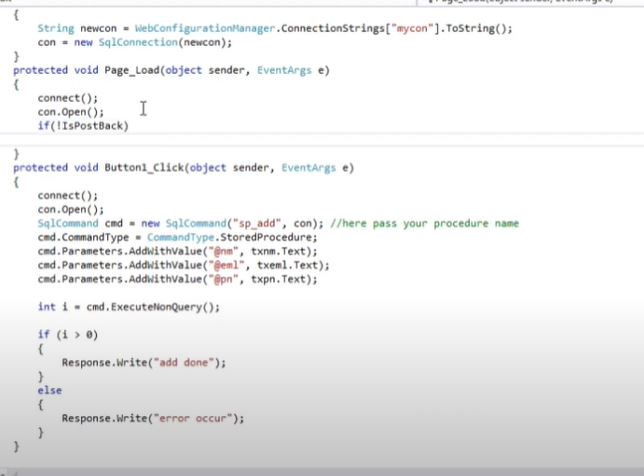 Page_Load(object sender, EventArgs e)
{
String newcon = WebConfigurationManager.ConnectionStrings["mycon"].ToString();
con = new SqlConnection(newcon);
}
protected void Page_Load(object sender, EventArgs e)
{
connect();
con.Open();
if(!IsPostBack)
}
protected void Button1_Click(object sender, EventArgs e)
{
connect();
con.Open();
SqlCommand cmd = new SqlCommand("sp_add", con); //here pass your procedure name
cmd.CommandType = CommandType.StoredProcedure;
cmd.Parameters.AddWithValue("@nm", txnm.Text);
cmd.Parameters.AddWithValue("@eml", txeml.Text);
cmd.Parameters.AddWithValue("@pn", txpn.Text);
int i = cmd.ExecuteNonQuery();
if (i > 0)
{
Response.Write("add done");
}
else
{
Response.Write("error occur");
}
}